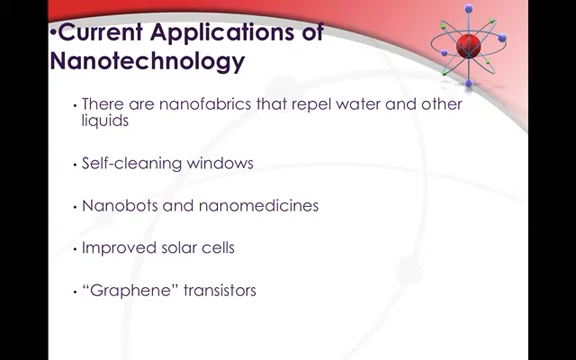 •Current Applications of
Nanotechnology
• There are nanofabrics that repel water and other
liquids
• Self-cleaning windows
• Nanobots and nanomedicines
• Improved solar cells
• “Graphene” transistors